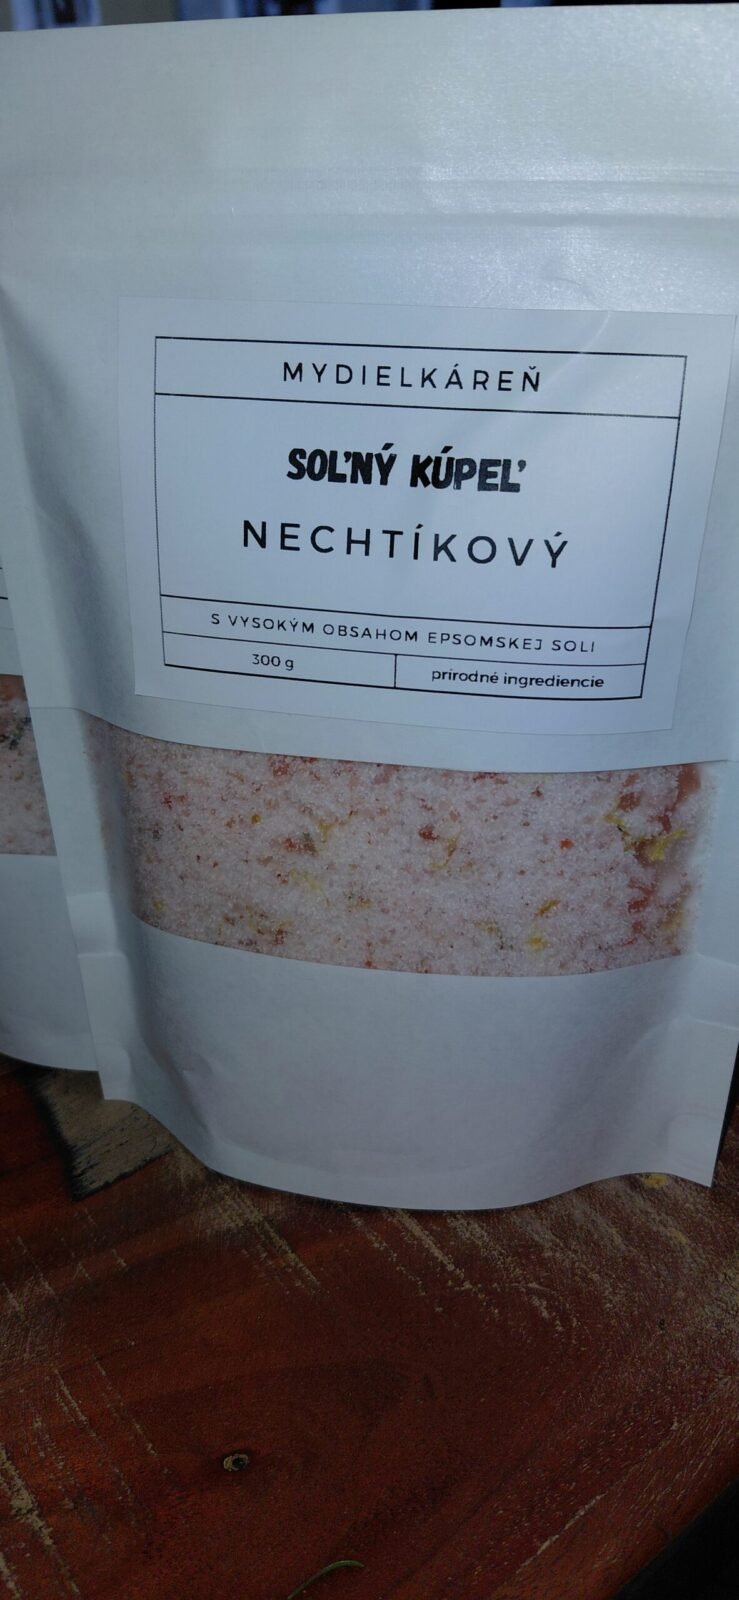 MYDIELKÁREŇ
SOĽNÝ KÚPEĽ
NECHTÍKOVÝ
S VYSOKÝM OBSAHOM EPSOMSKEJ SOLI
300 g
prírodné ingrediencie